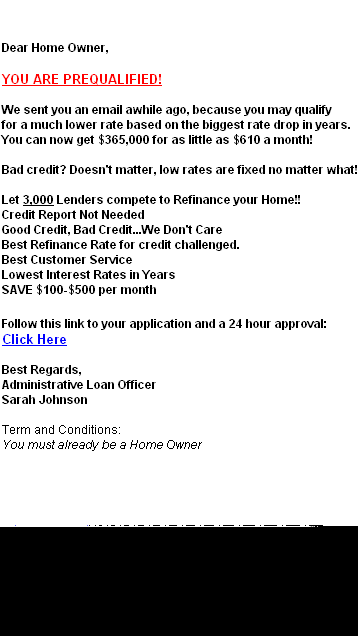 Dear Home Owner,
YOU ARE PREQUALIFIED!
We sent you an email awhile ago, because you may qualify
for a much lower rate based on the biggest rate drop in years.
You can now get $365,000 for as little as $610 a month!
Bad credit? Doesn't matter, low rates are fixed no matter what!
Let 3,000 Lenders compete to Refinance your Home!!
Credit Report Not Needed
Good Credit, Bad Credit...We Don't Care
Best Refinance Rate for credit challenged.
Best Customer Service
Lowest Interest Rates in Years
SAVE $100-$500 per month
Follow this link to your application and a 24 hour approval:
Click Here
Best Regards,
Administrative Loan Officer
Sarah Johnson
Term and Conditions:
You must already be a Home Owner